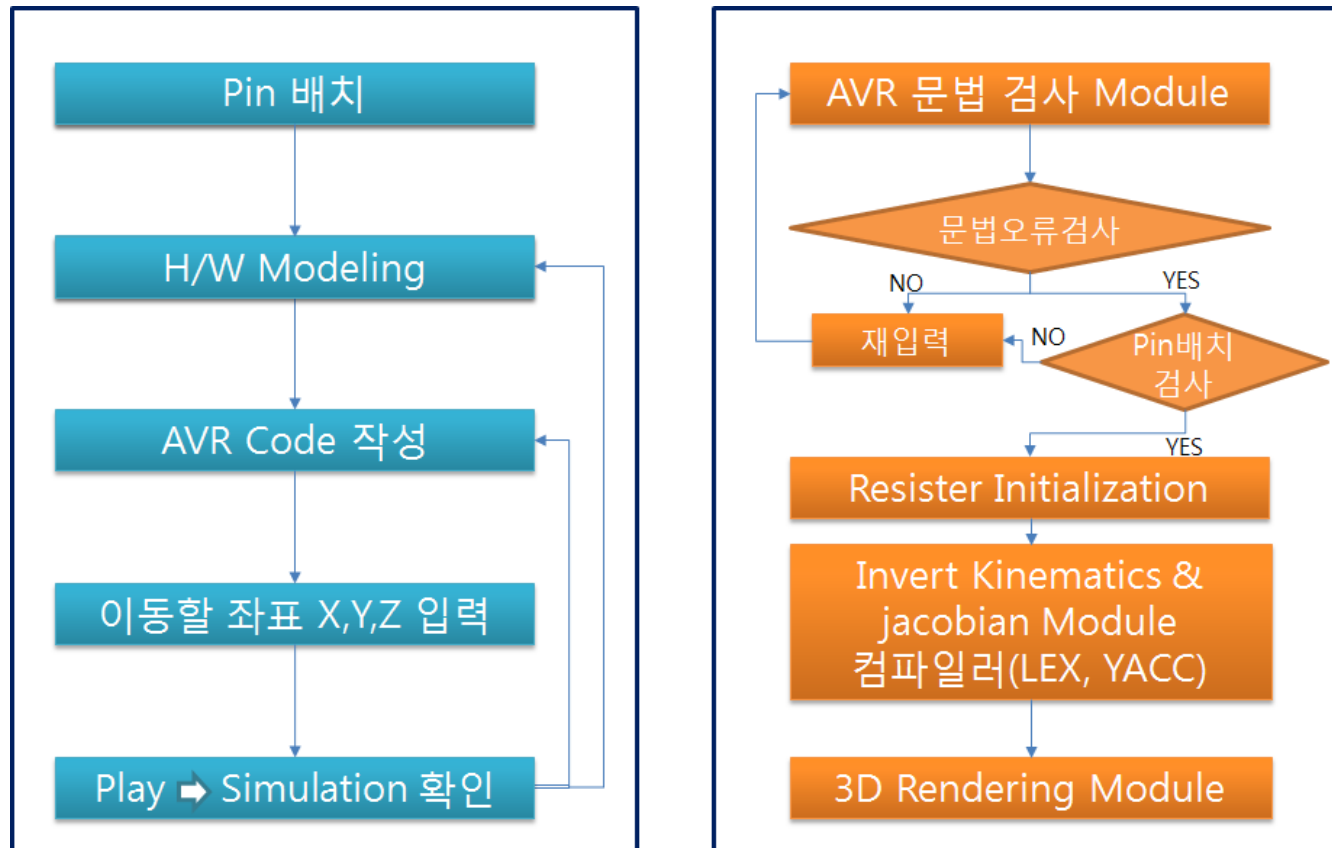 Pin 배치
H/W Modeling
AVR Code 작성
이동할 좌표 X,Y,Z 입력
Play Simulation 확인
AVR 문법 검사 Module
문법오류검사
NO
YES
재입력
NO
Pin배치
검사
YES
Resister Initialization
Invert Kinematics &
jacobian Module
컴파일러(LEX, YACC)
3D Rendering Module